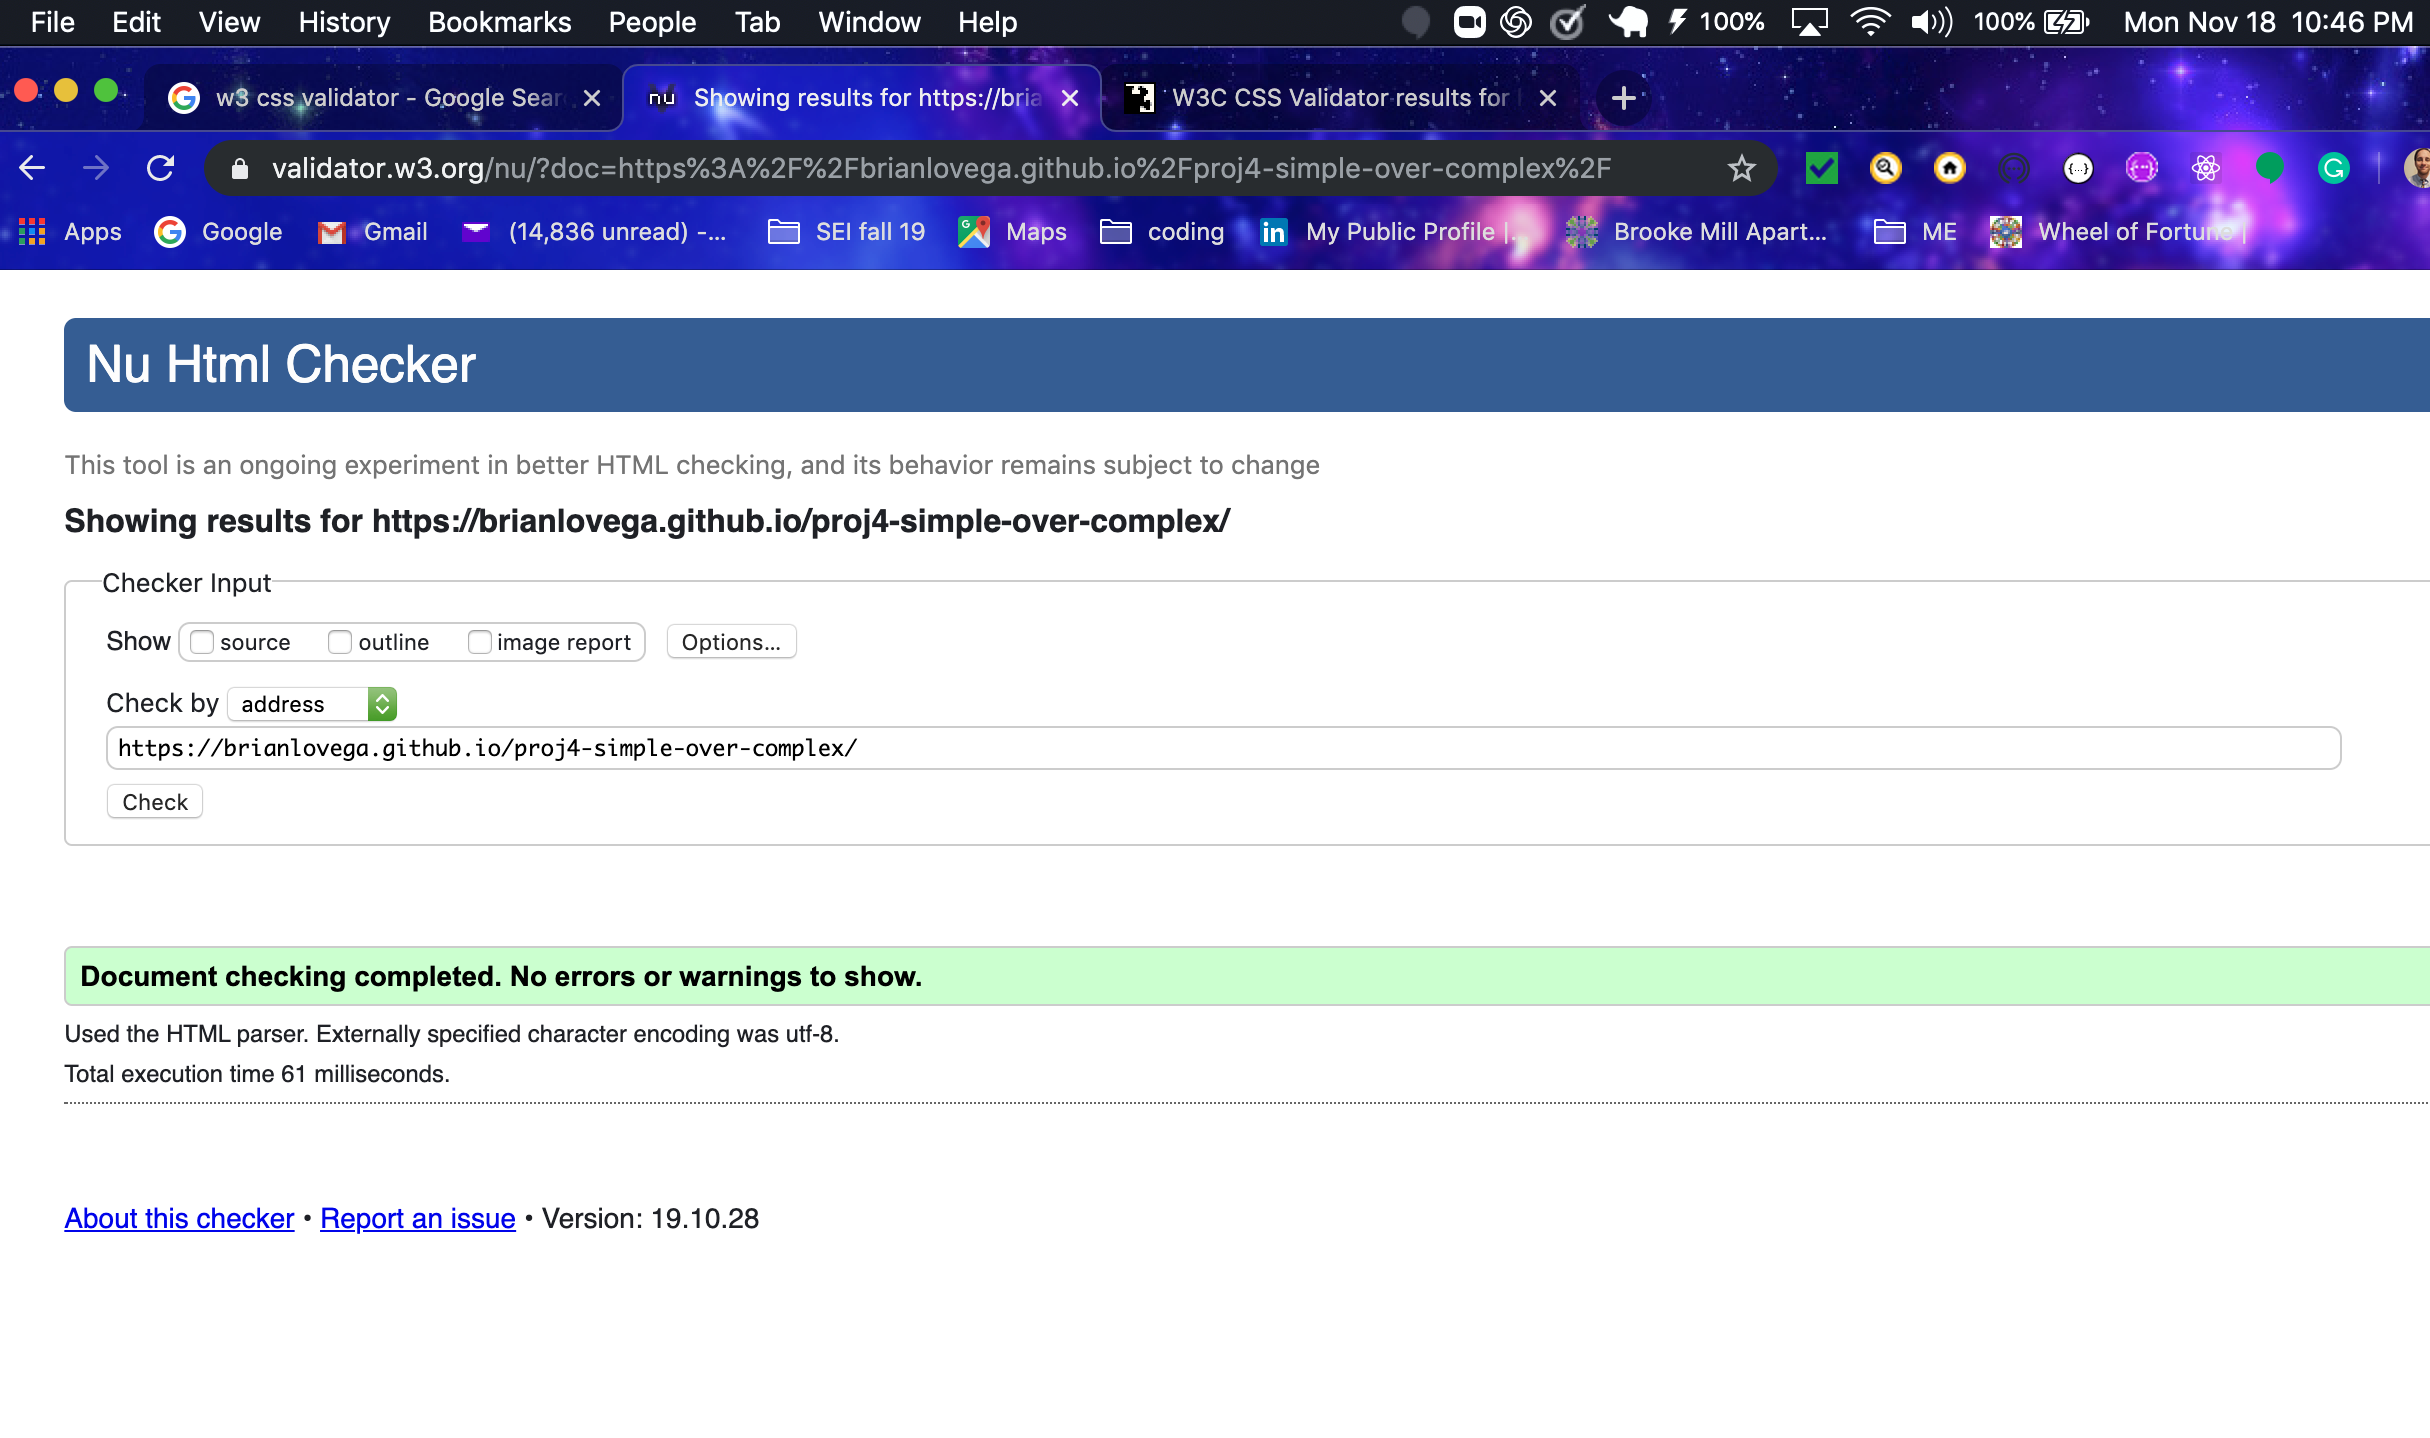 File Edit View History Bookmarks People Tab Window Help 100% 100% Mon Nov 18 10:46 PM
w3 css validator - Google Sear Showing results for https://bria W3C CSS Validator results for
validator.w3.org/nu/?doc=https%3A%2F%2Fbrianlovega.github.io%2Fproj4-simple-over-complex%2F
Apps Google Gmail (14,836 unread) -... SEI fall 19 Maps coding My Public Profile |... Brooke Mill Apart... ME Wheel of Fortune |
Nu Html Checker
This tool is an ongoing experiment in better HTML checking, and its behavior remains subject to change
Showing results for https://brianlovega.github.io/proj4-simple-over-complex/
Checker Input
Show source outline image report Options...
Check by address
https://brianlovega.github.io/proj4-simple-over-complex/
Check
Document checking completed. No errors or warnings to show.
Used the HTML parser. Externally specified character encoding was utf-8.
Total execution time 61 milliseconds.
About this checker • Report an issue • Version: 19.10.28